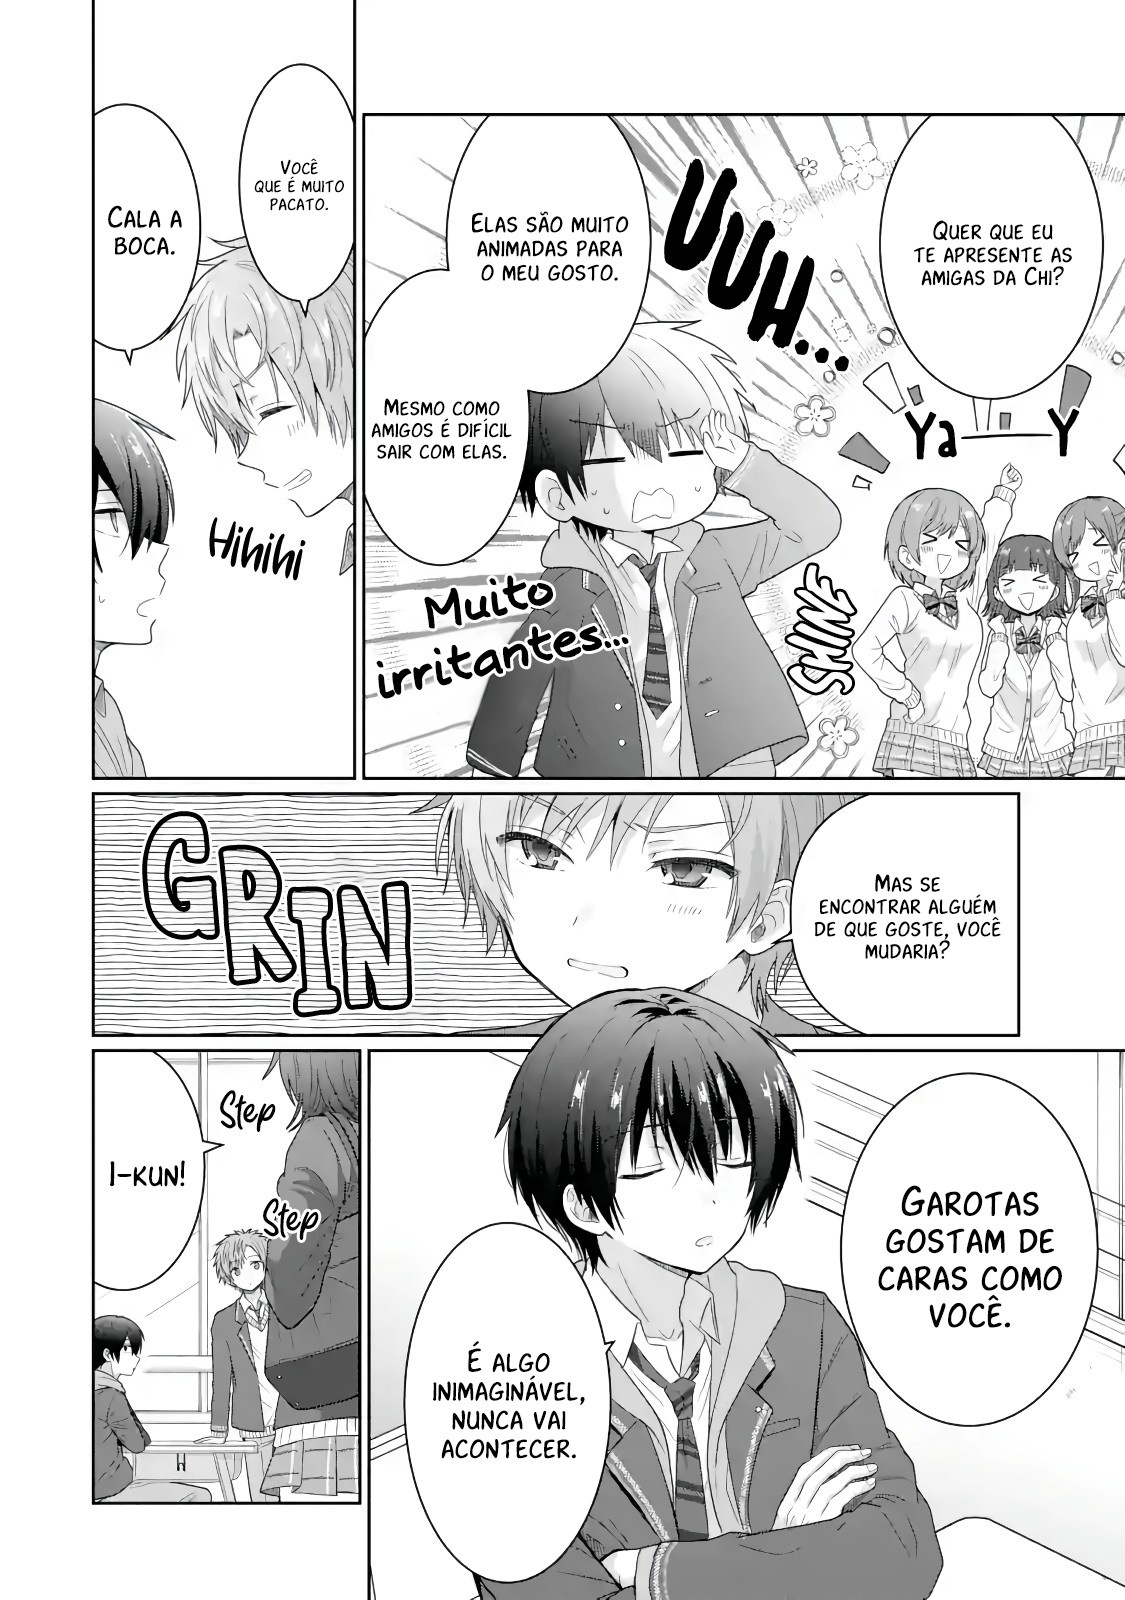 QUER QUE EU
TE APRESENTE AS
AMIGAS DA CHI?
Ya Y
SHINE
UUH...
ELAS SÃO MUITO
ANIMADAS PARA
O MEU GOSTO.
MESMO COMO
AMIGOS É DIFÍCIL
SAIR COM ELAS.
Muito
irritantes...
VOCÊ
QUE É MUITO
PACATO.
CALA A
BOCA.
Hihihi
MAS SE
ENCONTRAR ALGUÉM
DE QUE GOSTE, VOCÊ
MUDARIA?
GRIN
GAROTAS
GOSTAM DE
CARAS COMO
VOCÊ.
É ALGO
INIMAGINÁVEL,
NUNCA VAI
ACONTECER.
Step
Step
I-KUN!